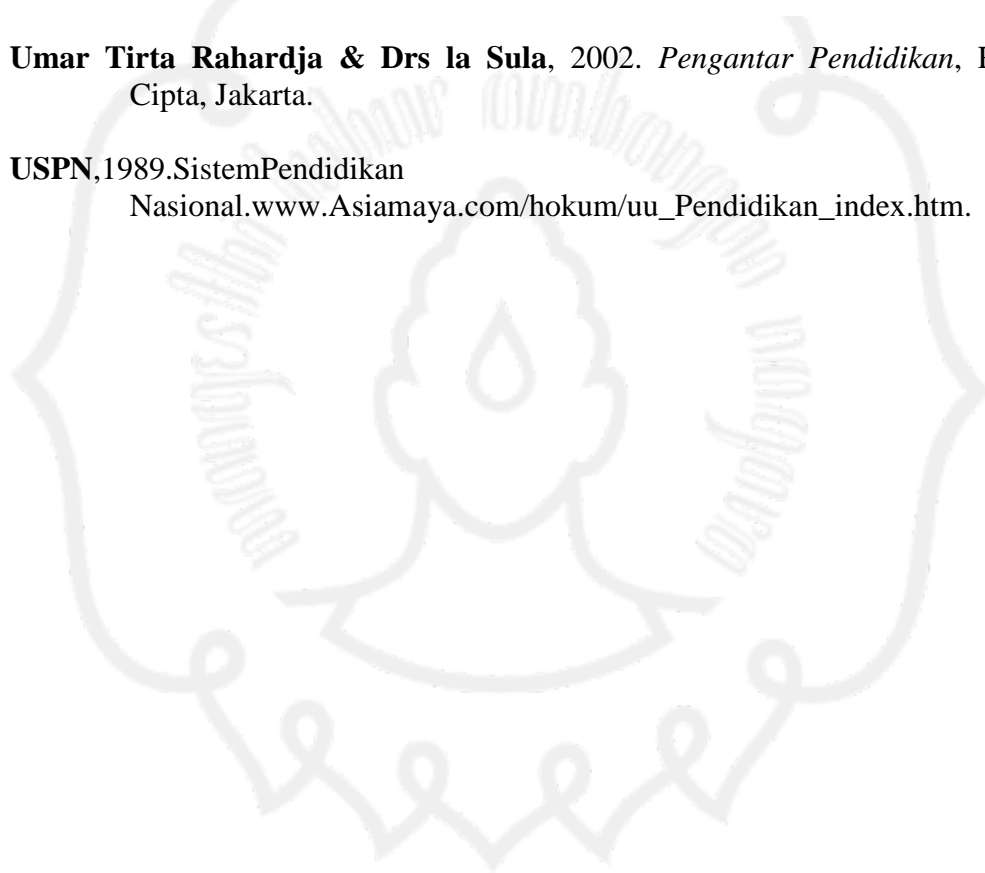 Umar Tirta Rahardja & Drs la Sula, 2002. Pengantar Pendidikan,
Cipta, Jakarta.
USPN,1989.SistemPendidikan
Nasional.www.Asiamaya.com/hokum/uu_Pendidikan_index.htm.